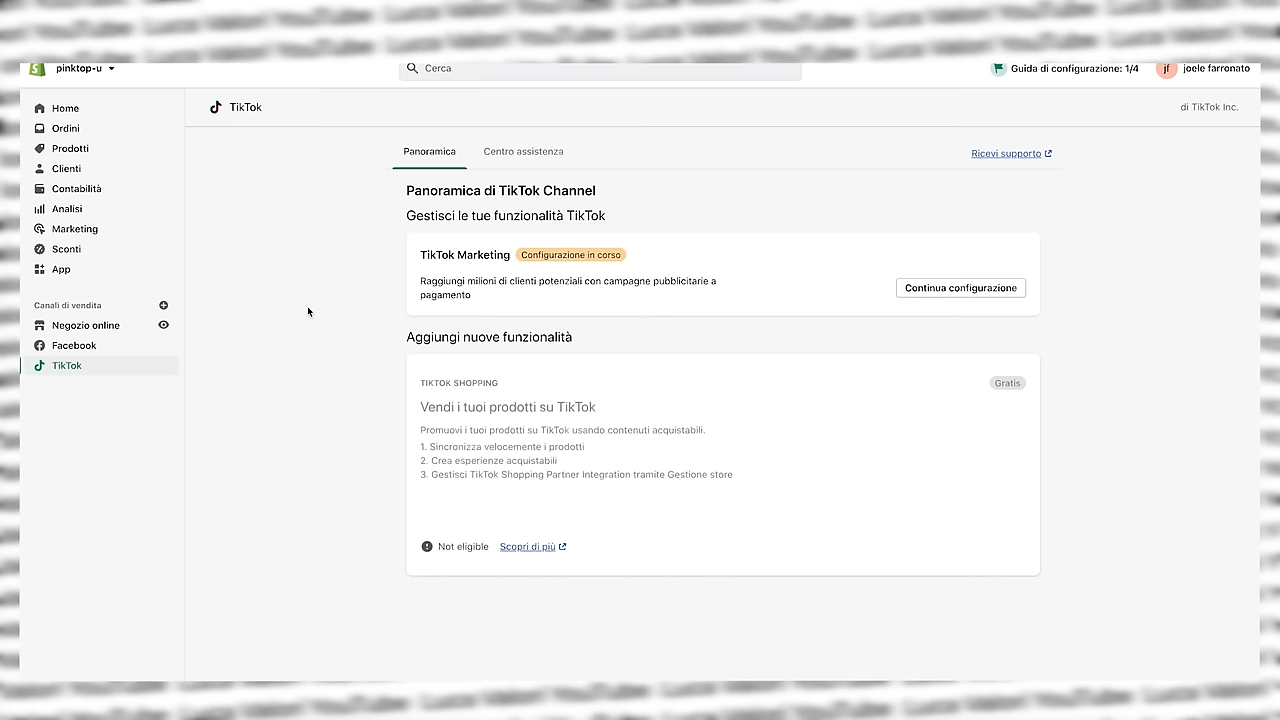 pinktop-u
Cerca
Guida di configurazione: 1/4
jf
joele farronato
Home
Ordini
Prodotti
Clienti
Contabilità
Analisi
Marketing
Sconti
App
Canali di vendita
Negozio online
Facebook
TikTok
TikTok
di TikTok Inc.
Panoramica
Centro assistenza
Ricevi supporto
Panoramica di TikTok Channel
Gestisci le tue funzionalità TikTok
TikTok Marketing
Configurazione in corso
Raggiungi milioni di clienti potenziali con campagne pubblicitarie a
pagamento
Continua configurazione
Aggiungi nuove funzionalità
TIKTOK SHOPPING
Gratis
Vendi i tuoi prodotti su TikTok
Promuovi i tuoi prodotti su TikTok usando contenuti acquistabili.
1. Sincronizza velocemente i prodotti
2. Crea esperienze acquistabili
3. Gestisci TikTok Shopping Partner Integration tramite Gestione store
Not eligible
Scopri di più